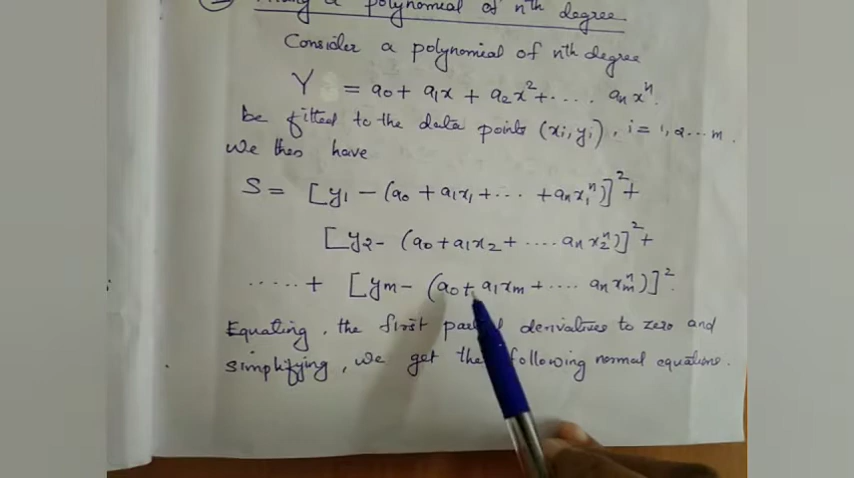 a polynomial of nth degree.
Consider a polynomial of nth degree
Y = a₀ + a₁x + a₂x² + .... aₙxⁿ.
be fitted to the data points (xᵢ, yᵢ), i = 1, 2 ... m.
We then have
S = [y₁ - (a₀ + a₁x₁ + ... + aₙx₁ⁿ)]² +
[y₂ - (a₀ + a₁x₂ + .... aₙx₂ⁿ)]² +
..... + [yₘ - (a₀ + a₁xₘ + .... aₙxₘⁿ)]².
Equating, the first derivatives to zero and
simplifying, we get the following normal equations.